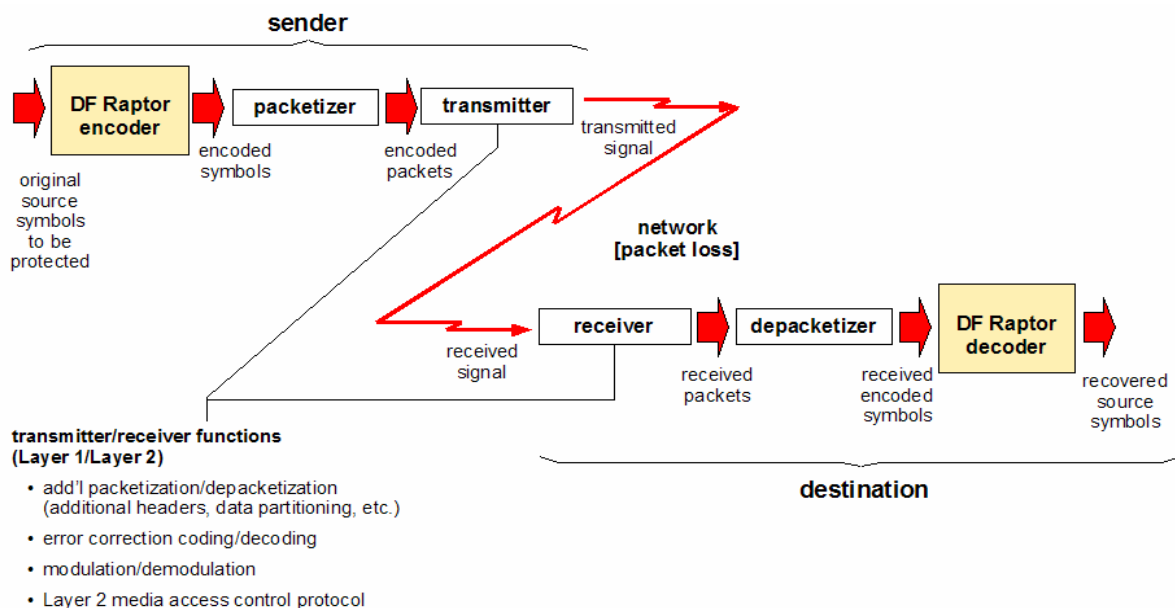 sender
DF Raptor
encoder
packetizer
transmitter
original
source
symbols
to be
protected
encoded
symbols
encoded
packets
transmitted
signal
network
[packet loss]
receiver
depacketizer
DF Raptor
decoder
received
signal
received
packets
received
encoded
symbols
recovered
source
symbols
destination
transmitter/receiver functions
(Layer 1/Layer 2)
• add'l packetization/depacketization
(additional headers, data partitioning, etc.)
• error correction coding/decoding
• modulation/demodulation
• Layer 2 media access control protocol